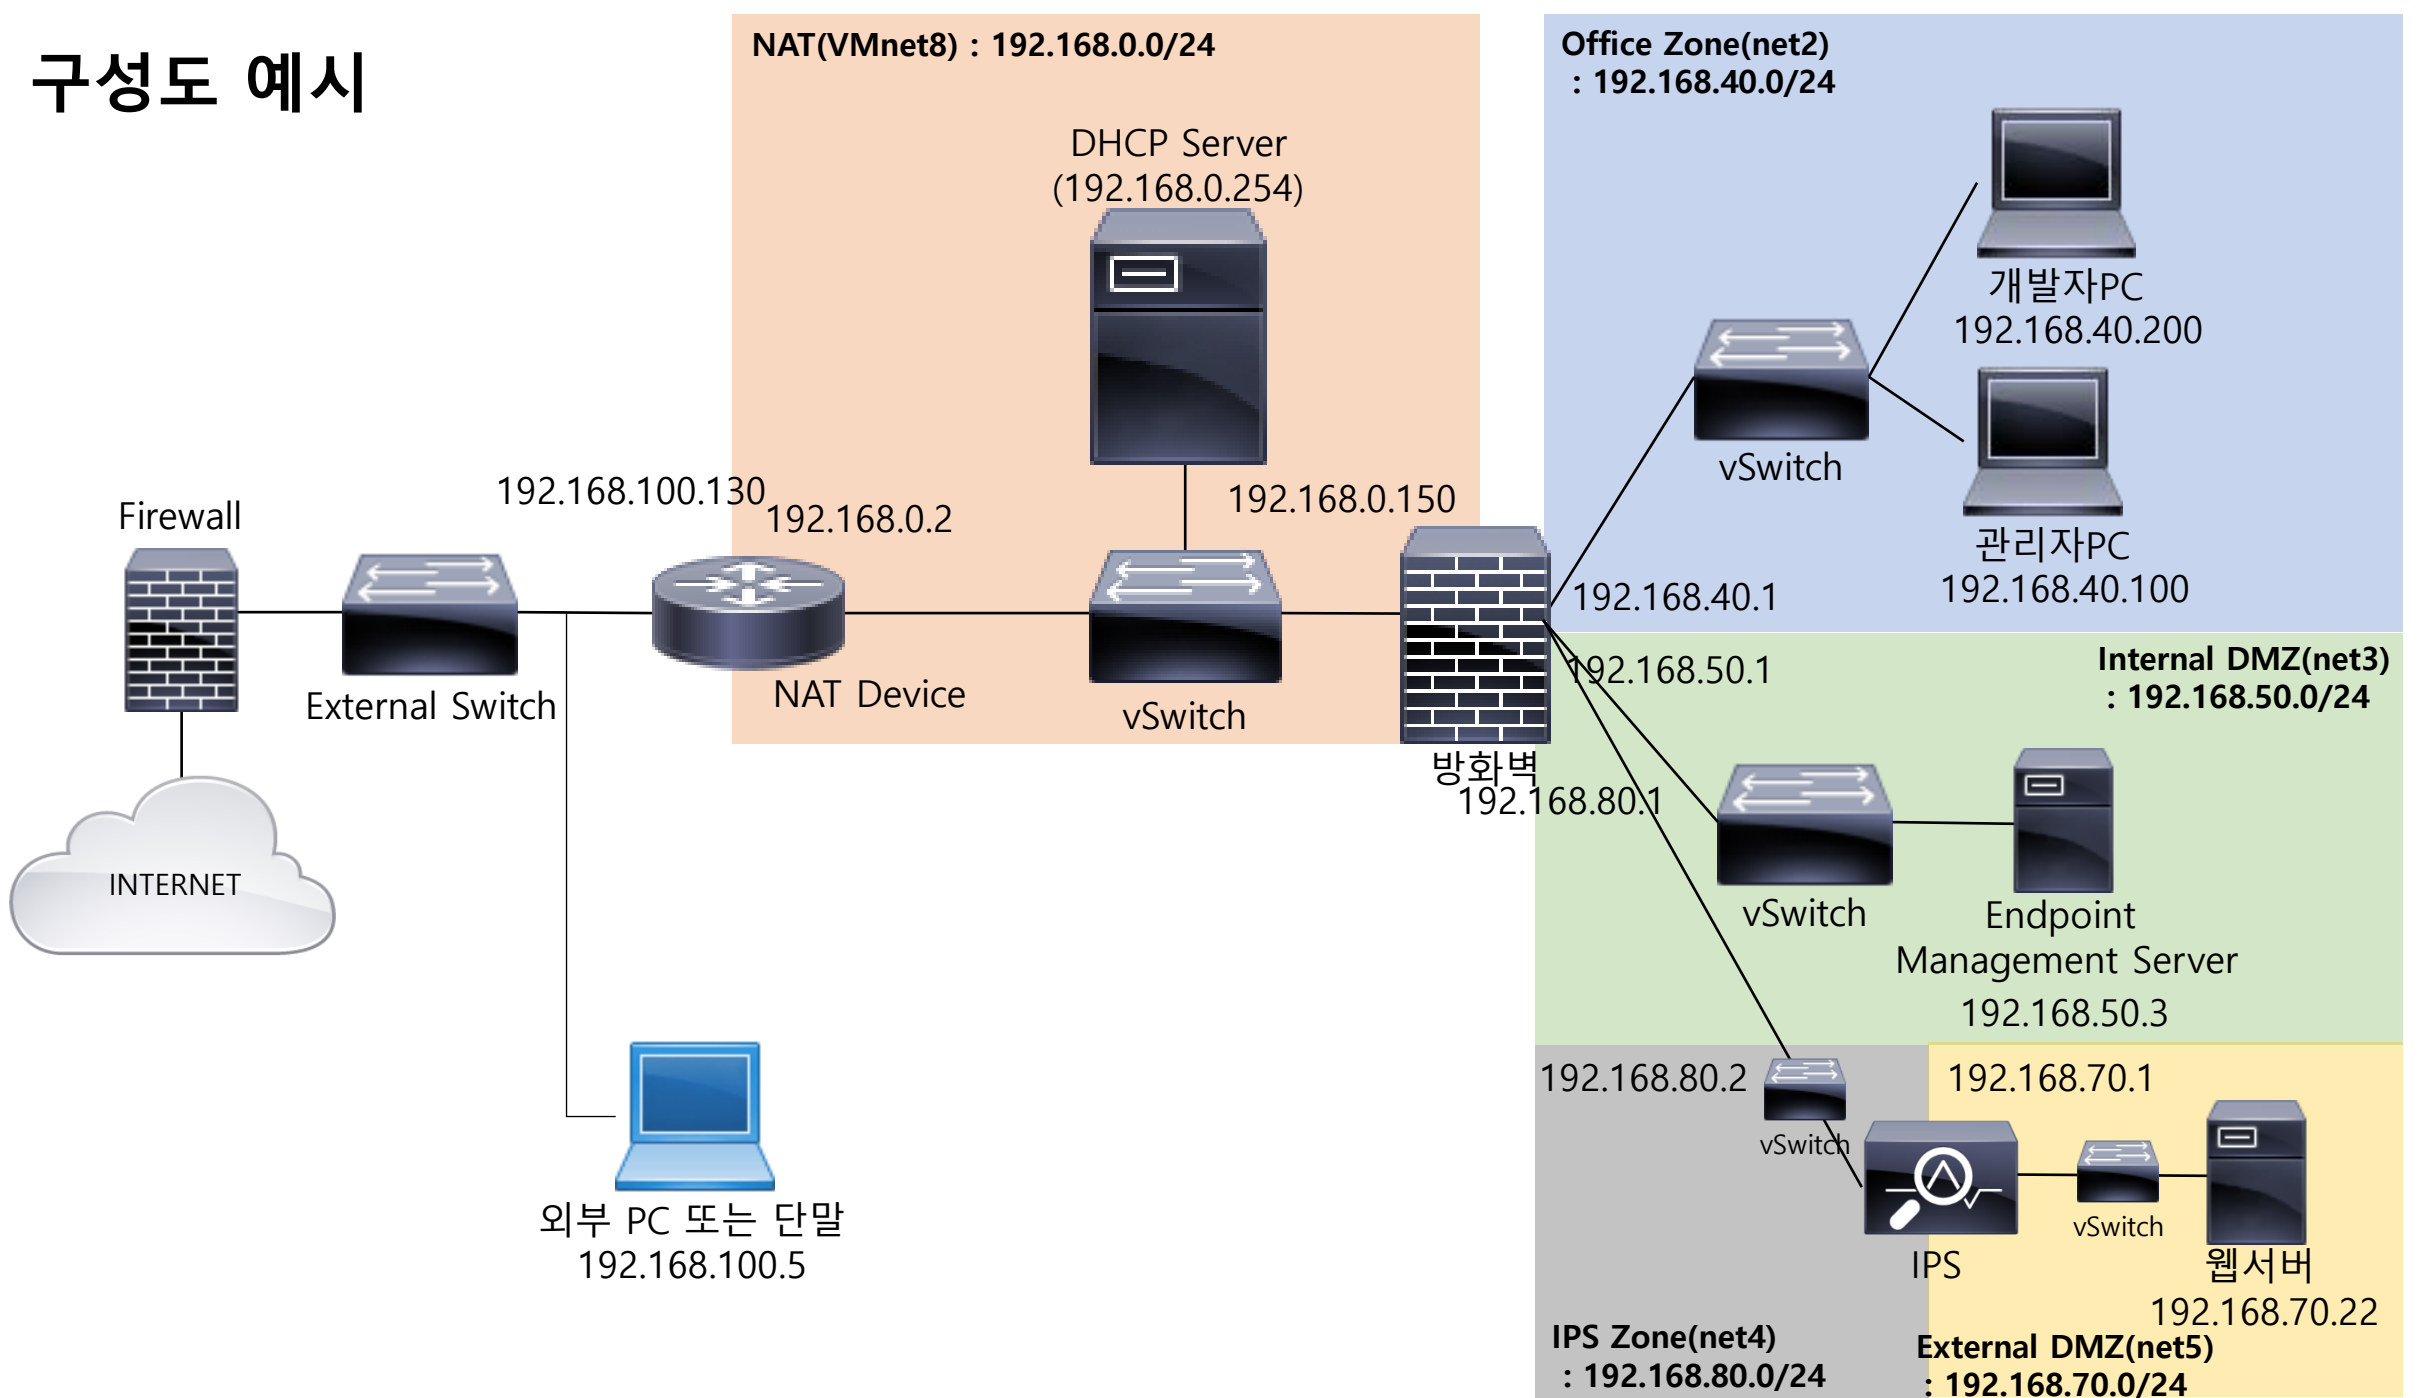 구성도 예시
NAT(VMnet8) : 192.168.0.0/24
Office Zone(net2)
: 192.168.40.0/24
DHCP Server
(192.168.0.254)
개발자PC
192.168.40.200
vSwitch
관리자PC
192.168.40.100
Firewall
192.168.100.130
192.168.0.2
192.168.0.150
192.168.40.1
External Switch
NAT Device
vSwitch
방화벽
192.168.50.1
192.168.80.1
Internal DMZ(net3)
: 192.168.50.0/24
INTERNET
vSwitch
Endpoint
Management Server
192.168.50.3
192.168.80.2
vSwitch
192.168.70.1
IPS
vSwitch
웹서버
192.168.70.22
외부 PC 또는 단말
192.168.100.5
IPS Zone(net4)
: 192.168.80.0/24
External DMZ(net5)
: 192.168.70.0/24